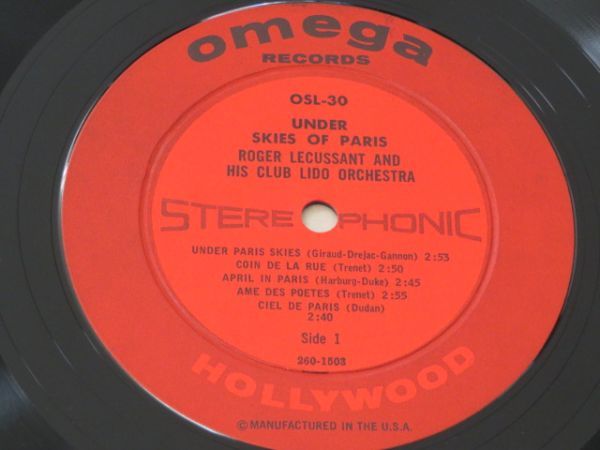 omega
RECORDS
OSL-30
UNDER
SKIES OF PARIS
ROGER LECUSSANT AND
HIS CLUB LIDO ORCHESTRA
STEREOPHONIC
UNDER PARIS SKIES (Giraud-Drejac-Gannon) 2:53
COIN DE LA RUE (Trenet) 2:50
APRIL IN PARIS (Harburg-Duke) 2:45
AME DES POETES (Trenet) 2:55
CIEL DE PARIS (Dudan)
2:40
Side 1
260-1503
HOLLYWOOD
© MANUFACTURED IN THE U.S.A.